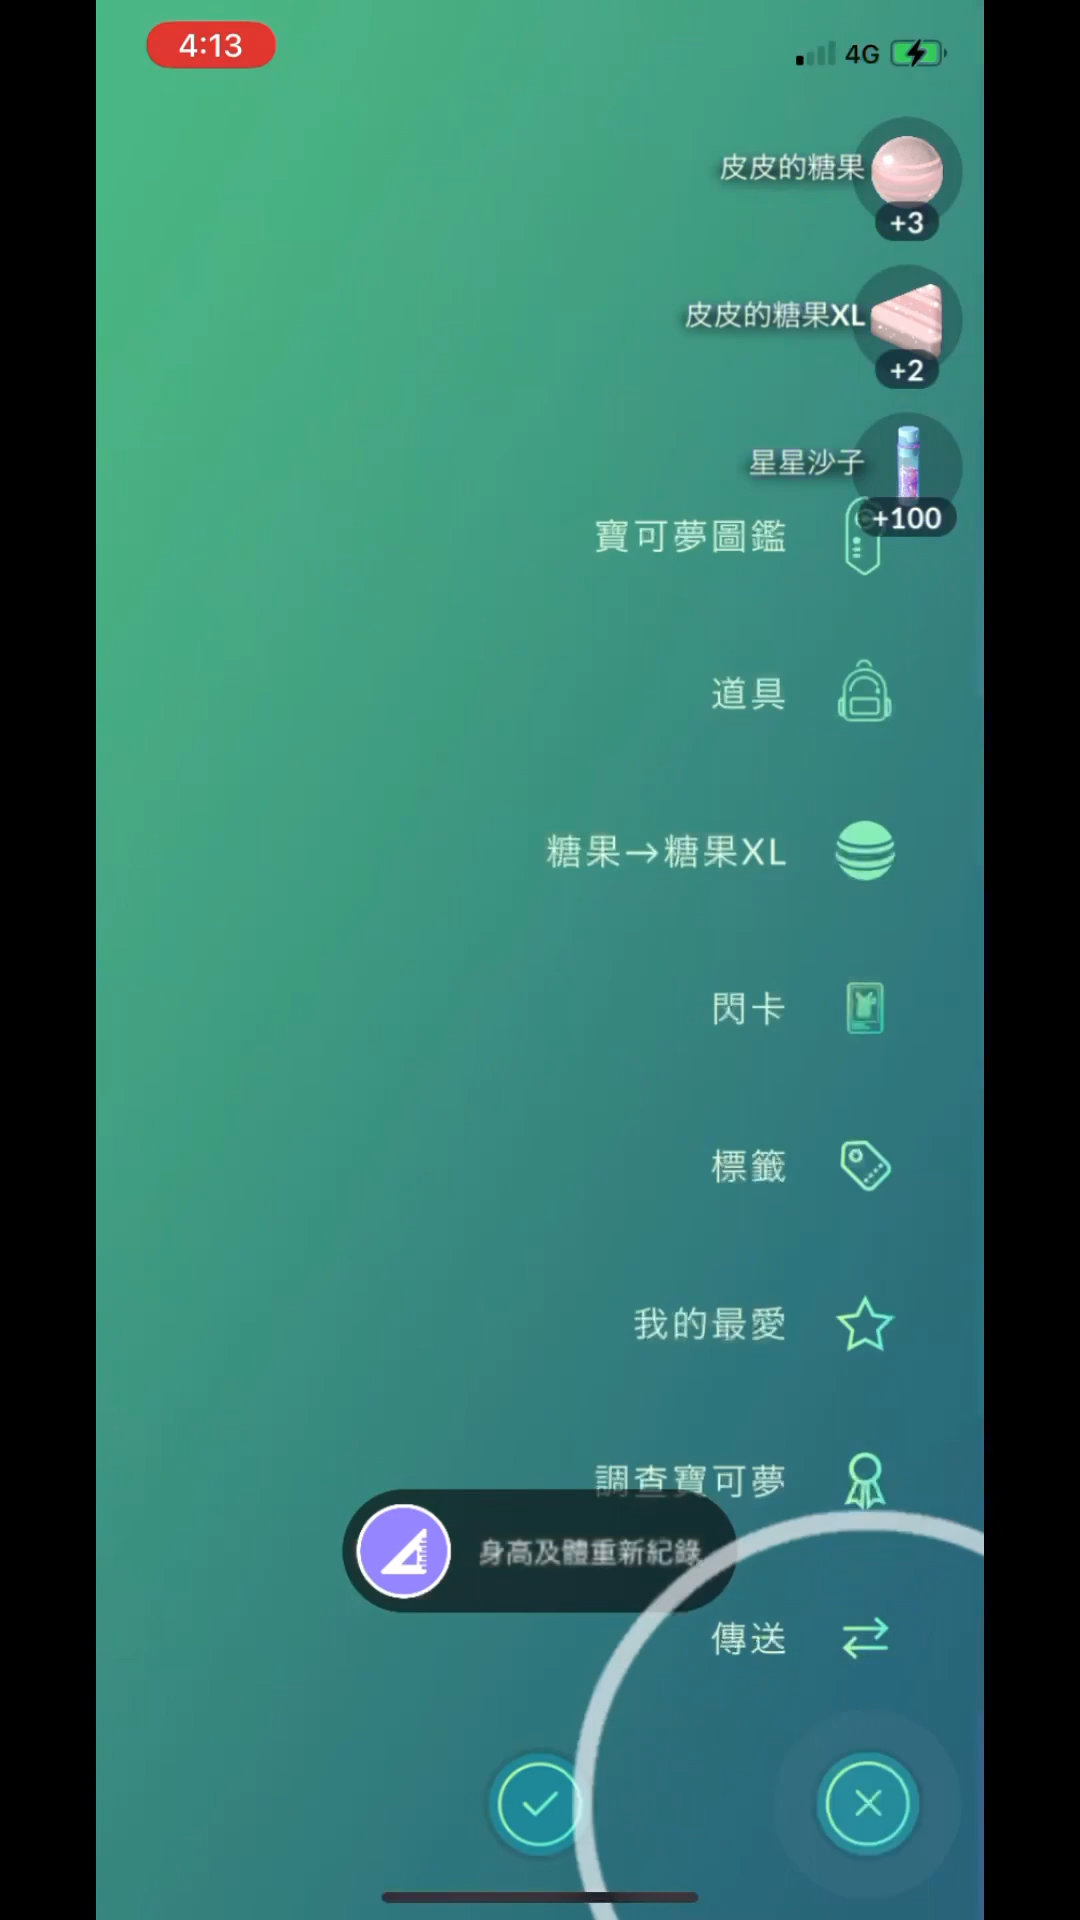 4:13
4G
皮皮的糖果
+3
皮皮的糖果XL
+2
星星沙子
+100
寶可夢圖鑑
道具
糖果→糖果XL
閃卡
標籤
我的最愛
調查寶可夢
身高及體重新紀錄
傳送